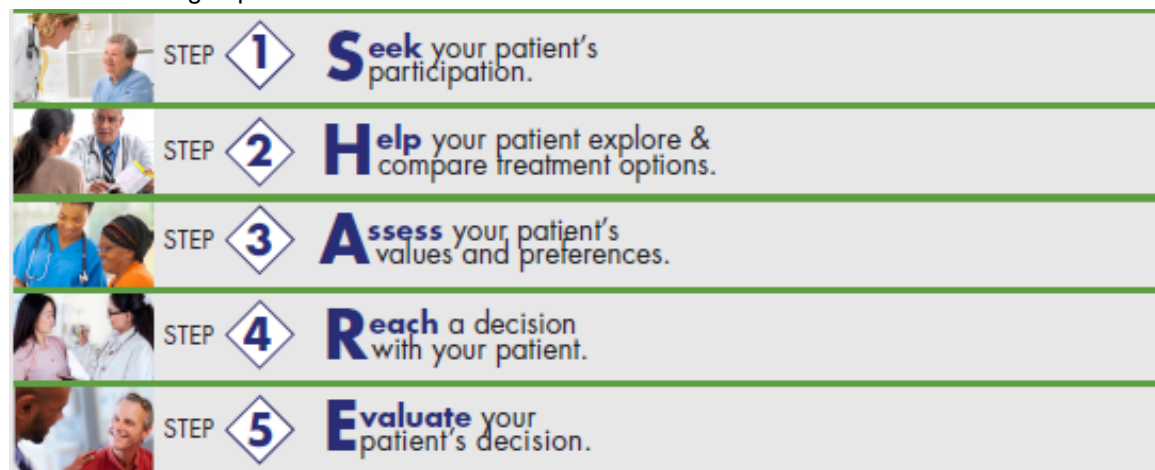 STEP 1 Seek your patient's
participation.
STEP 2 Help your patient explore &
compare treatment options.
STEP 3 Assess your patient's
values and preferences.
STEP 4 Reach a decision
with your patient.
STEP 5 Evaluate your
patient's decision.